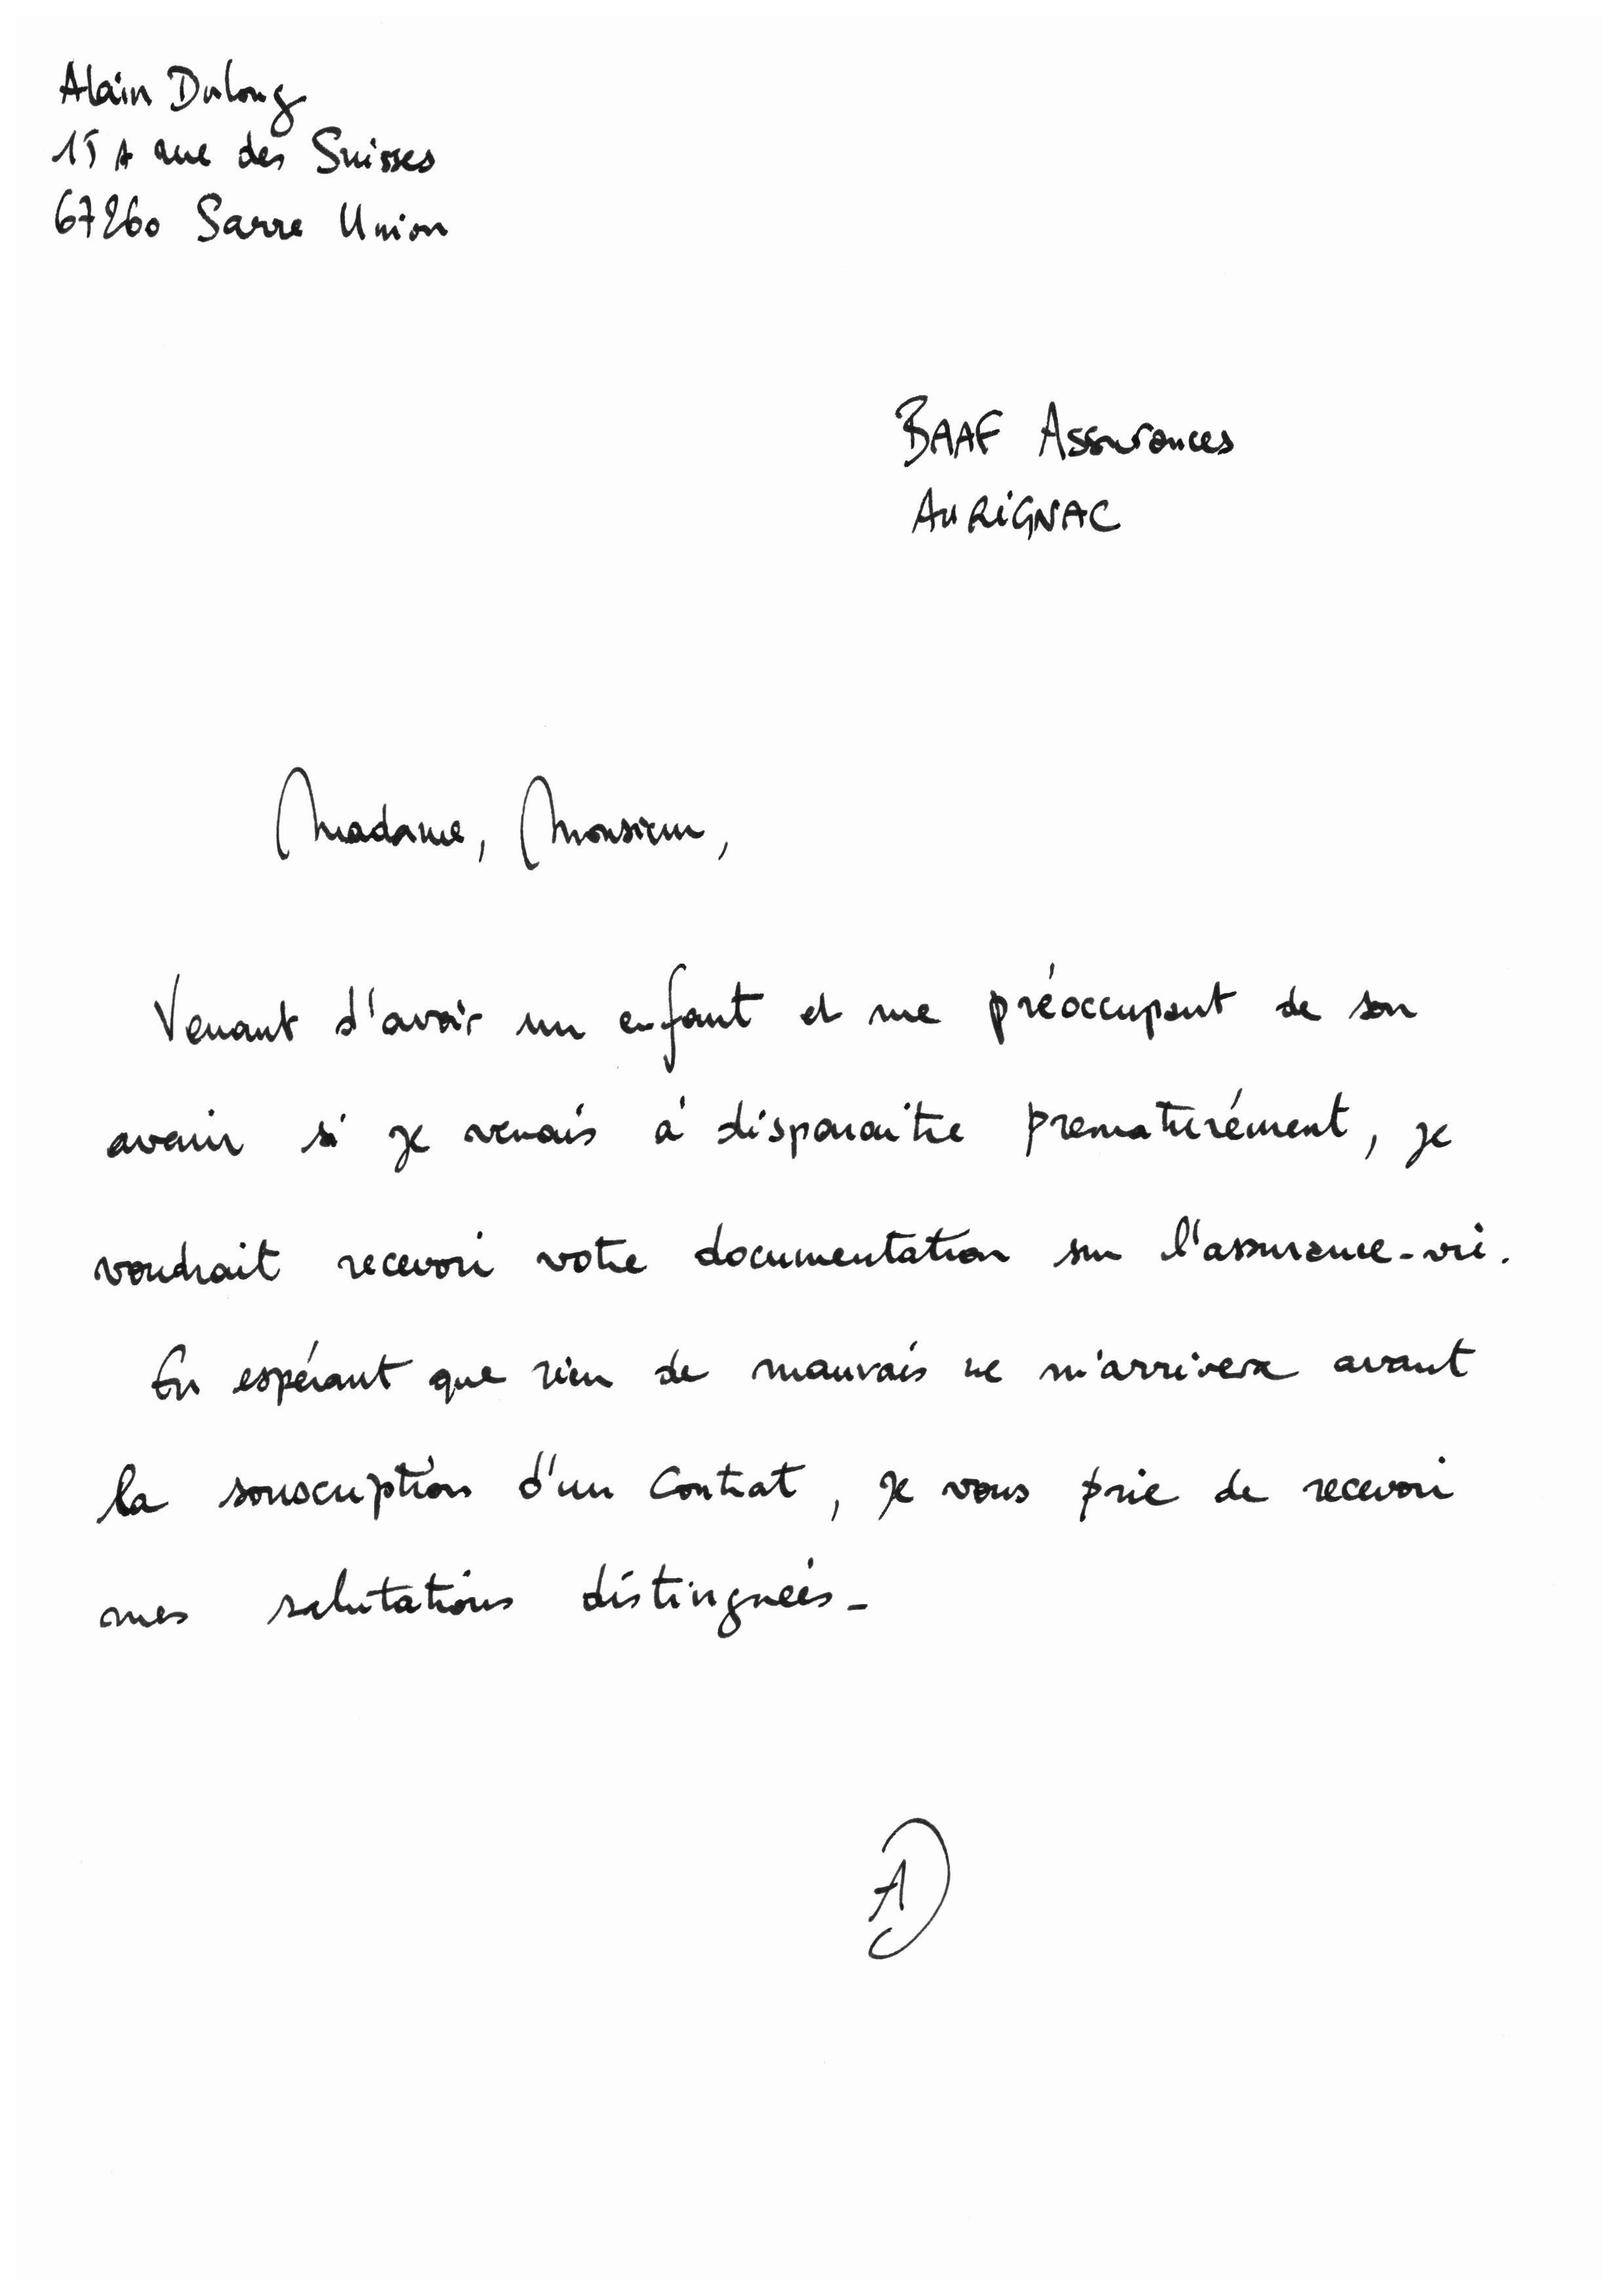 Alain Dulong
15 A rue des Suisses
67260 Sarre Union
BAAF Assurances
AURIGNAC
Madame, Monsieur,
Venant d'avoir un enfant et me préoccupant de son
avenir si je venais à disparaitre prematurément, je
voudrait recevoir votre documentation sur l'assurance-vie.
En espérant que rien de mauvais ne m'arrivera avant
la souscription d'un contrat, je vous prie de recevoir
mes salutations distinguées-
AD